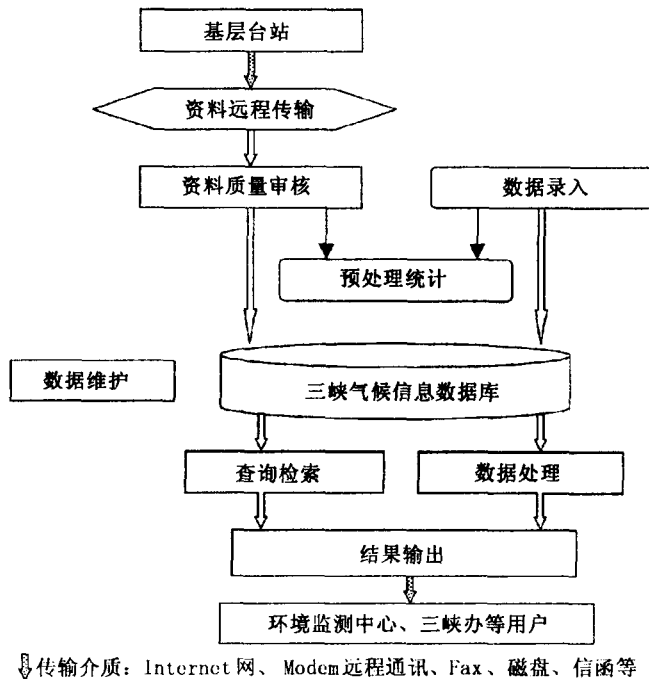 基层台站
资料远程传输
资料质量审核
数据录入
预处理统计
数据维护
三峡气候信息数据库
查询检索
数据处理
结果输出
环境监测中心、三峡办等用户
传输介质：Internet网、Modem远程通讯、Fax、磁盘、信函等